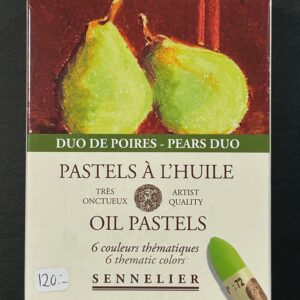 DUO DE POIRES - PEARS DUO
PASTELS À L'HUILE
TRÈS ONCTUEUX
ARTIST QUALITY
OIL PASTELS
6 couleurs thématiques
6 thematic colors
SENNELIER
120:-
72